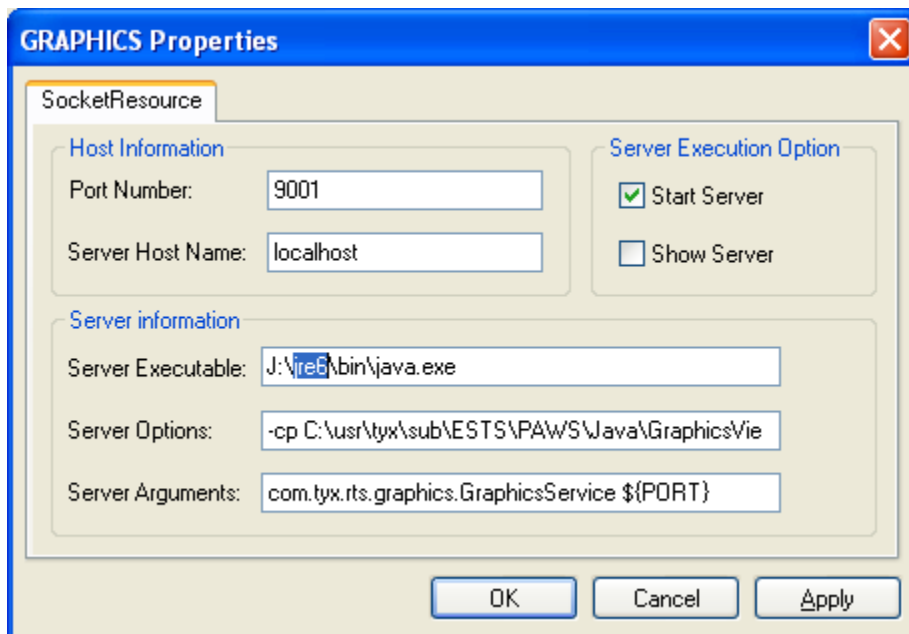 GRAPHICS Properties
SocketResource
Host Information
Port Number: 9001
Server Host Name: localhost
Server Execution Option
Start Server
Show Server
Server information
Server Executable: J:\jre6\bin\java.exe
Server Options: -cp C:\usr\tyx\sub\ESTS\PAWS\Java\GraphicsVie
Server Arguments: com.tyx.rts.graphics.GraphicsService ${PORT}
OK Cancel Apply